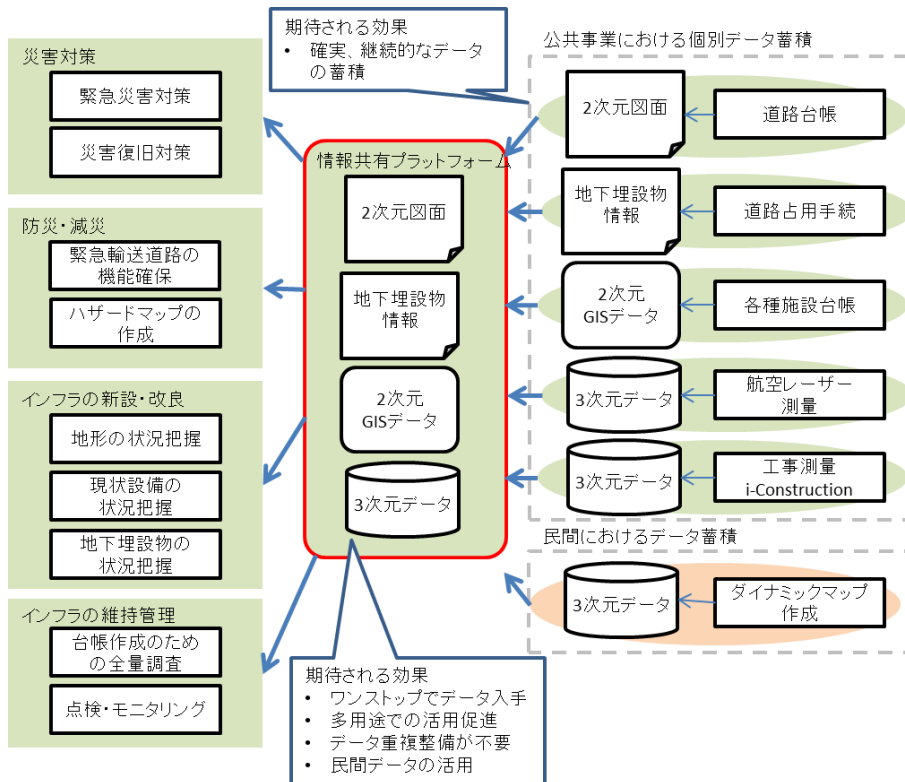 期待される効果
• 確実、継続的なデータ
の蓄積
災害対策
緊急災害対策
災害復旧対策
防災・減災
緊急輸送道路の
機能確保
ハザードマップの
作成
インフラの新設・改良
地形の状況把握
現状設備の
状況把握
地下埋設物の
状況把握
インフラの維持管理
台帳作成のため
の全量調査
点検・モニタリング
情報共有プラットフォーム
2次元図面
地下埋設物
情報
2次元
GISデータ
3次元データ
期待される効果
• ワンストップでデータ入手
• 多用途での活用促進
• データ重複整備が不要
• 民間データの活用
公共事業における個別データ蓄積
2次元図面
道路台帳
地下埋設物
情報
道路占用手続
2次元
GISデータ
各種施設台帳
3次元データ
航空レーザー
測量
3次元データ
工事測量
i-Construction
民間におけるデータ蓄積
3次元データ
ダイナミックマップ
作成